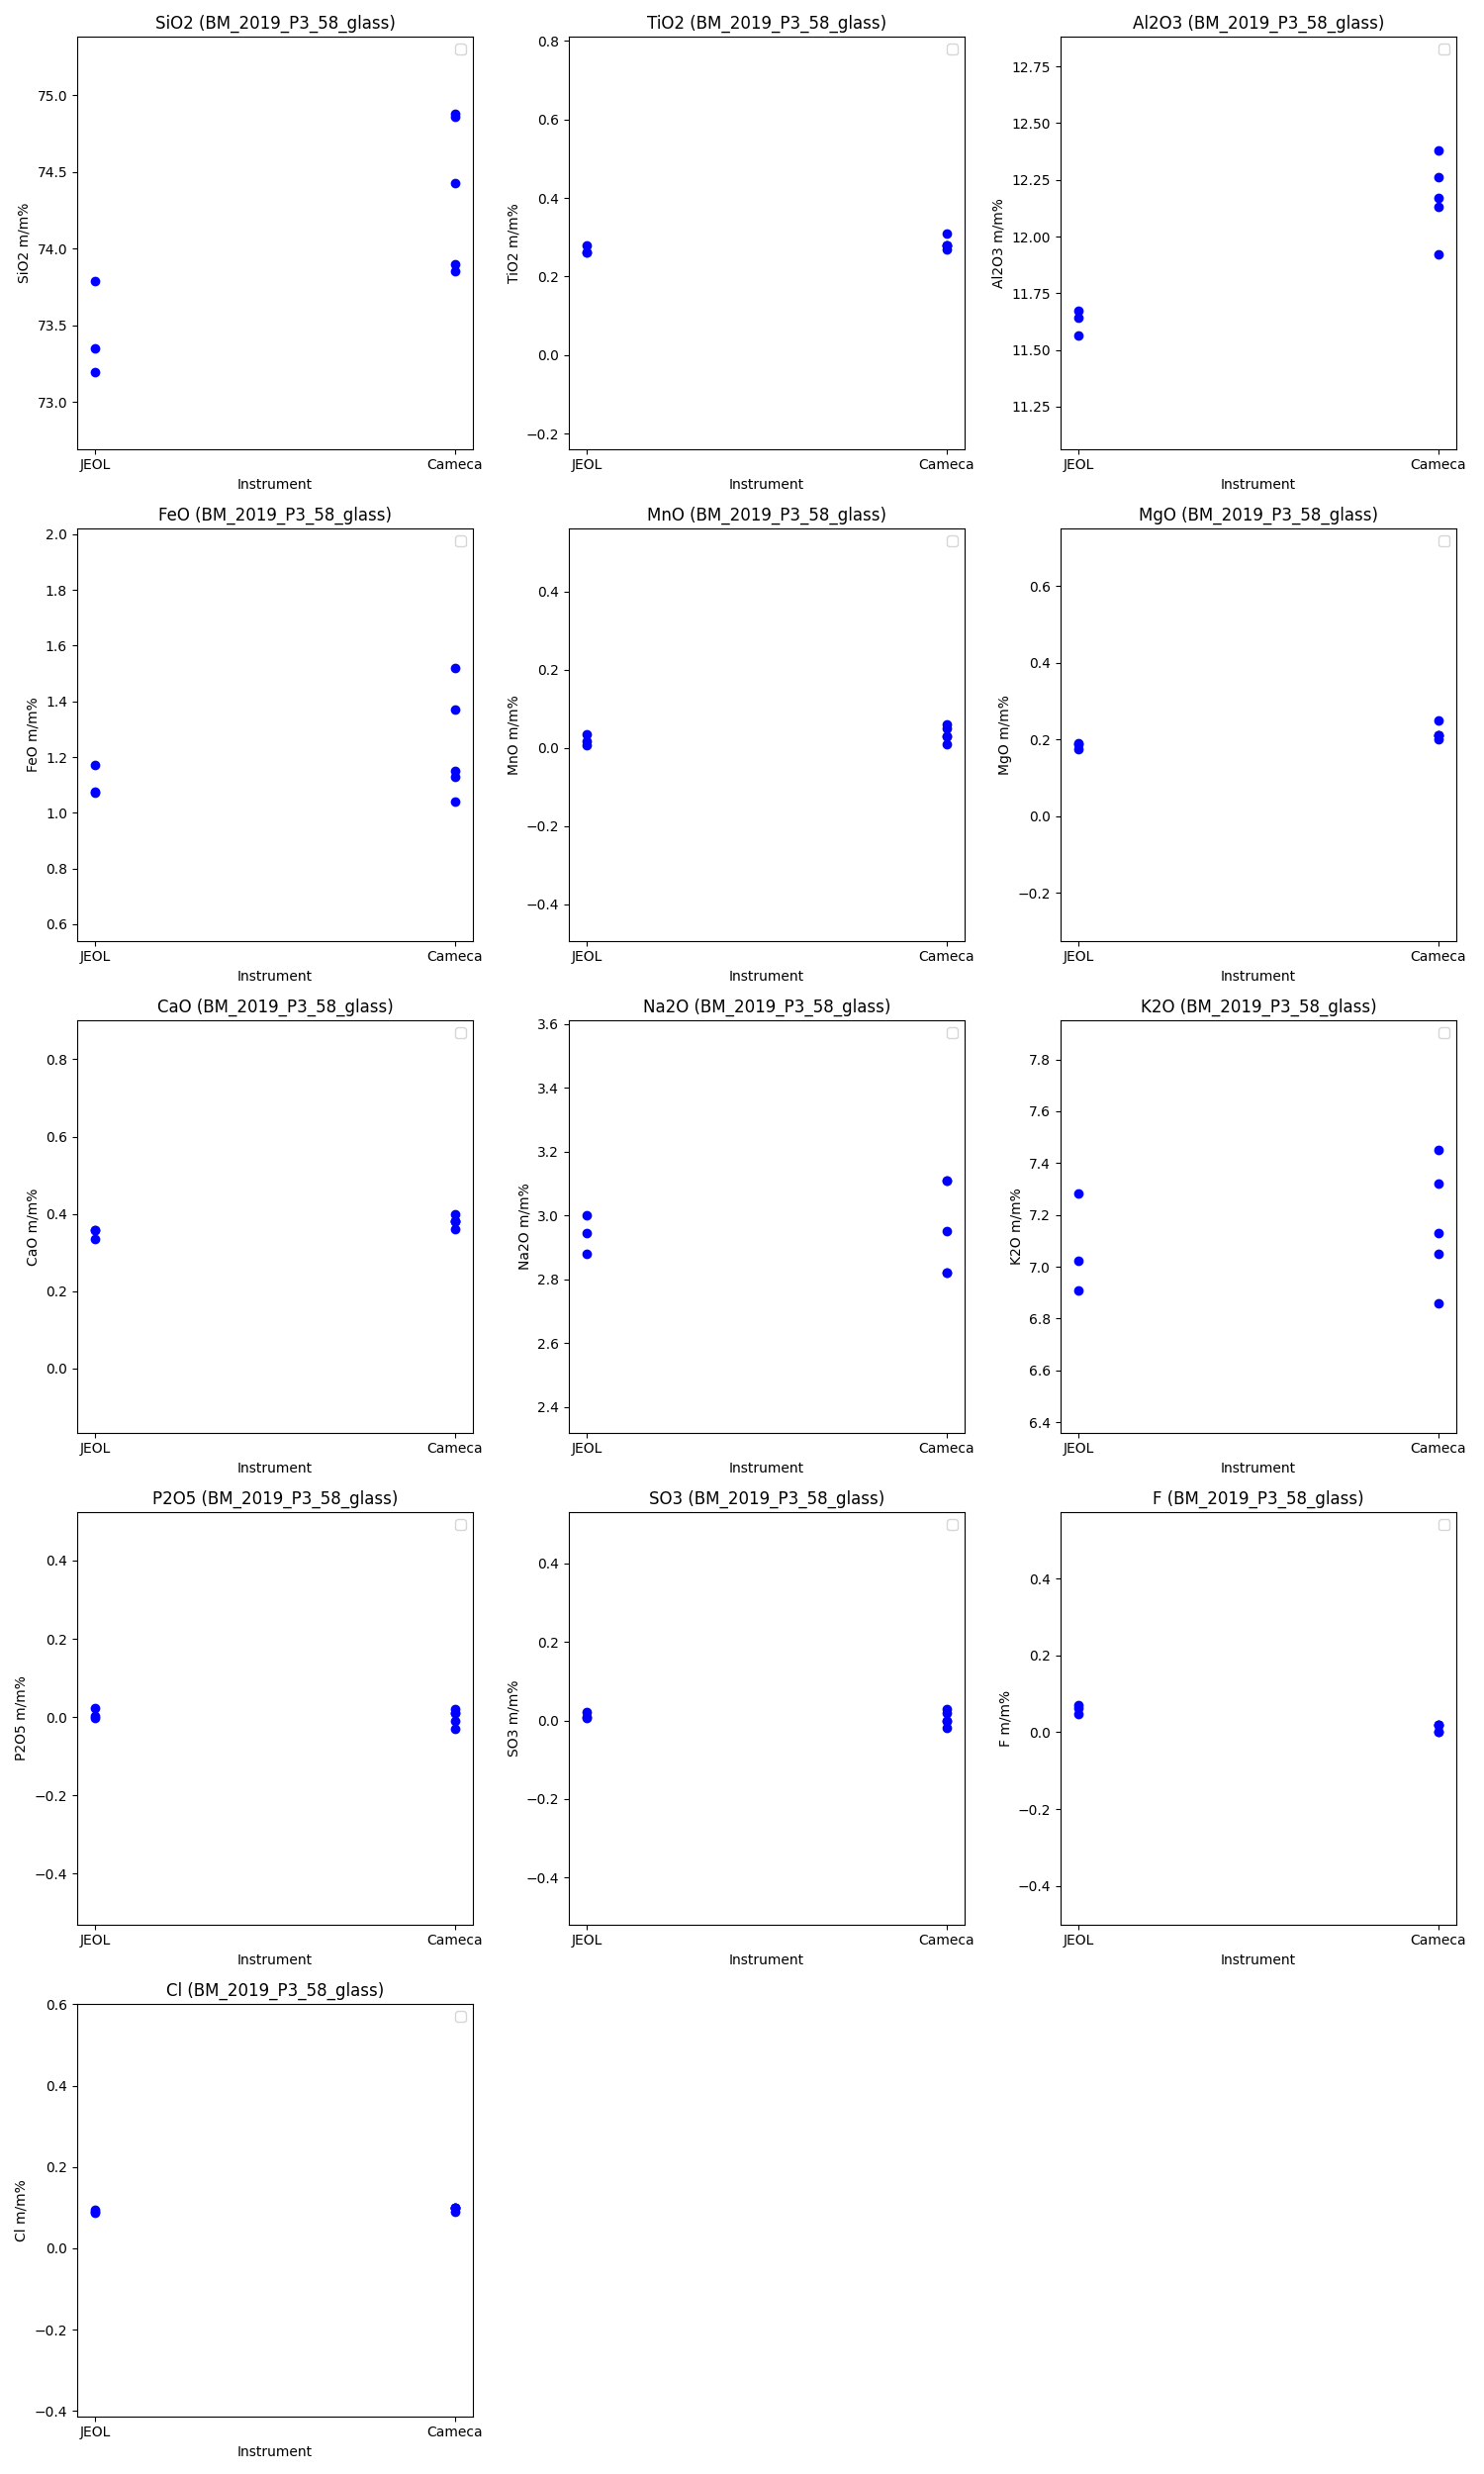 SiO2 (BM_2019_P3_58_glass)
75.0
74.5
74.0
73.5
73.0
SiO2 m/m%
JEOL
Cameca
Instrument
TiO2 (BM_2019_P3_58_glass)
0.8
0.6
0.4
0.2
0.0
−0.2
TiO2 m/m%
JEOL
Cameca
Instrument
Al2O3 (BM_2019_P3_58_glass)
12.75
12.50
12.25
12.00
11.75
11.50
11.25
Al2O3 m/m%
JEOL
Cameca
Instrument
FeO (BM_2019_P3_58_glass)
2.0
1.8
1.6
1.4
1.2
1.0
0.8
0.6
FeO m/m%
JEOL
Cameca
Instrument
MnO (BM_2019_P3_58_glass)
0.4
0.2
0.0
−0.2
−0.4
MnO m/m%
JEOL
Cameca
Instrument
MgO (BM_2019_P3_58_glass)
0.6
0.4
0.2
0.0
−0.2
MgO m/m%
JEOL
Cameca
Instrument
CaO (BM_2019_P3_58_glass)
0.8
0.6
0.4
0.2
0.0
CaO m/m%
JEOL
Cameca
Instrument
Na2O (BM_2019_P3_58_glass)
3.6
3.4
3.2
3.0
2.8
2.6
2.4
Na2O m/m%
JEOL
Cameca
Instrument
K2O (BM_2019_P3_58_glass)
7.8
7.6
7.4
7.2
7.0
6.8
6.6
6.4
K2O m/m%
JEOL
Cameca
Instrument
P2O5 (BM_2019_P3_58_glass)
0.4
0.2
0.0
−0.2
−0.4
P2O5 m/m%
JEOL
Cameca
Instrument
SO3 (BM_2019_P3_58_glass)
0.4
0.2
0.0
−0.2
−0.4
SO3 m/m%
JEOL
Cameca
Instrument
F (BM_2019_P3_58_glass)
0.4
0.2
0.0
−0.2
−0.4
F m/m%
JEOL
Cameca
Instrument
Cl (BM_2019_P3_58_glass)
0.6
0.4
0.2
0.0
−0.2
−0.4
Cl m/m%
JEOL
Cameca
Instrument